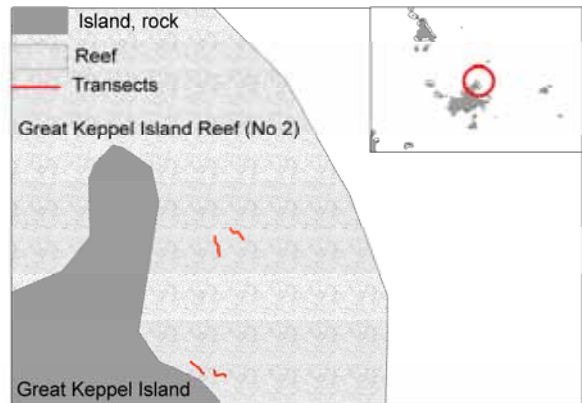 Island, rock
Reef
Transects
Great Keppel Island Reef (No 2)
Great Keppel Island